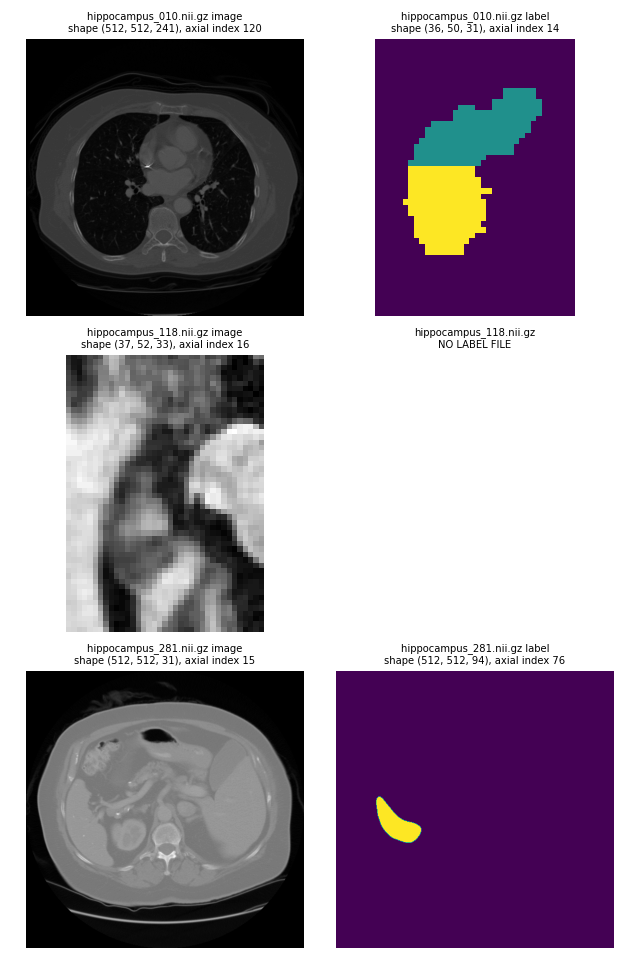 hippocampus_010.nii.gz image
shape (512, 512, 241), axial index 120
hippocampus_010.nii.gz label
shape (36, 50, 31), axial index 14
hippocampus_118.nii.gz image
shape (37, 52, 33), axial index 16
hippocampus_118.nii.gz
NO LABEL FILE
hippocampus_281.nii.gz image
shape (512, 512, 31), axial index 15
hippocampus_281.nii.gz label
shape (512, 512, 94), axial index 76